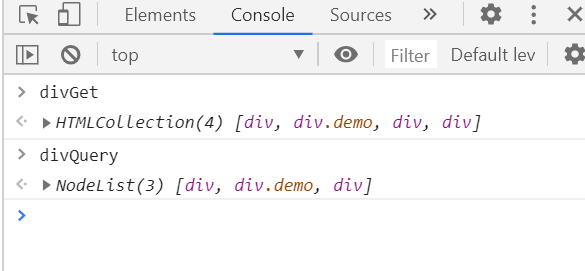 Elements Console Sources
top Filter Default lev
divGet
HTMLCollection(4) [div, div.demo, div, div]
divQuery
NodeList(3) [div, div.demo, div]